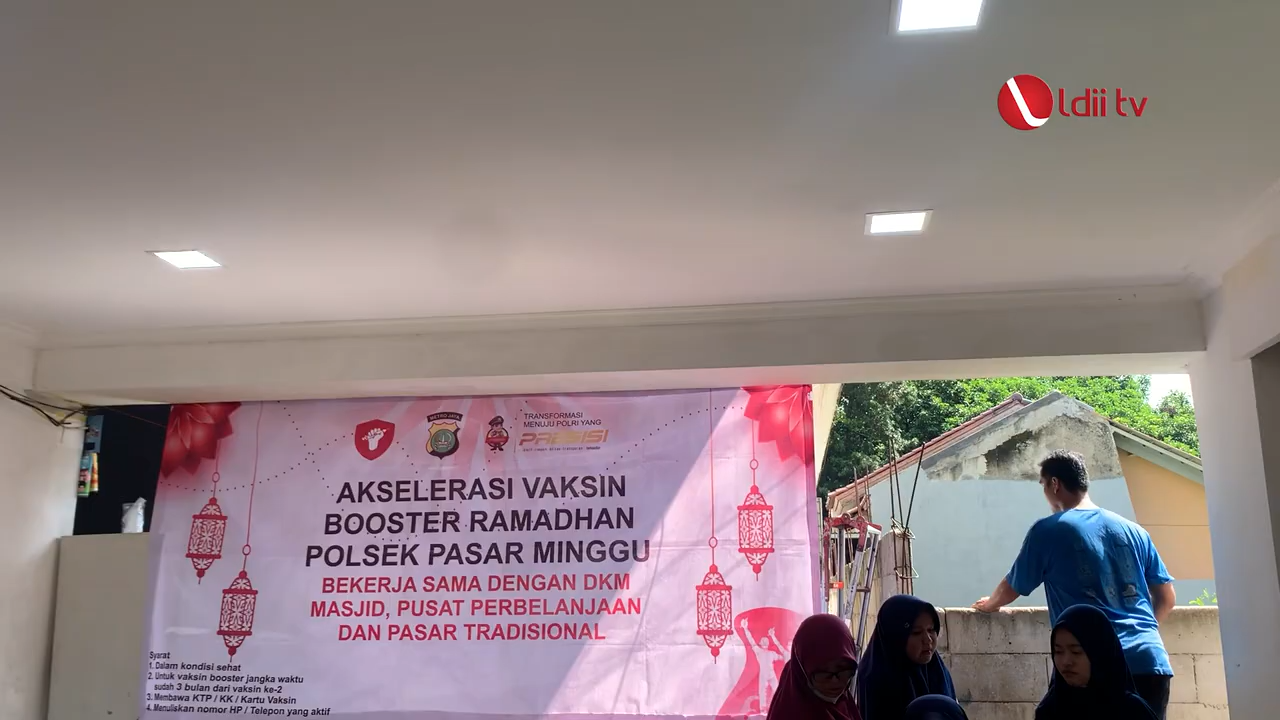 ldii tv
METRO JAYA
TRANSFORMASI
MENUJU POLRI YANG
PRESISI
AKSELERASI VAKSIN
BOOSTER RAMADHAN
POLSEK PASAR MINGGU
BEKERJA SAMA DENGAN DKM
MASJID, PUSAT PERBELANJAAN
DAN PASAR TRADISIONAL
Syarat
1. Dalam kondisi sehat
2. Untuk vaksin booster jangka waktu
sudah 3 bulan dari vaksin ke-2
3. Membawa KTP / KK / Kartu Vaksin
4. Menuliskan nomor HP / Telepon yang aktif